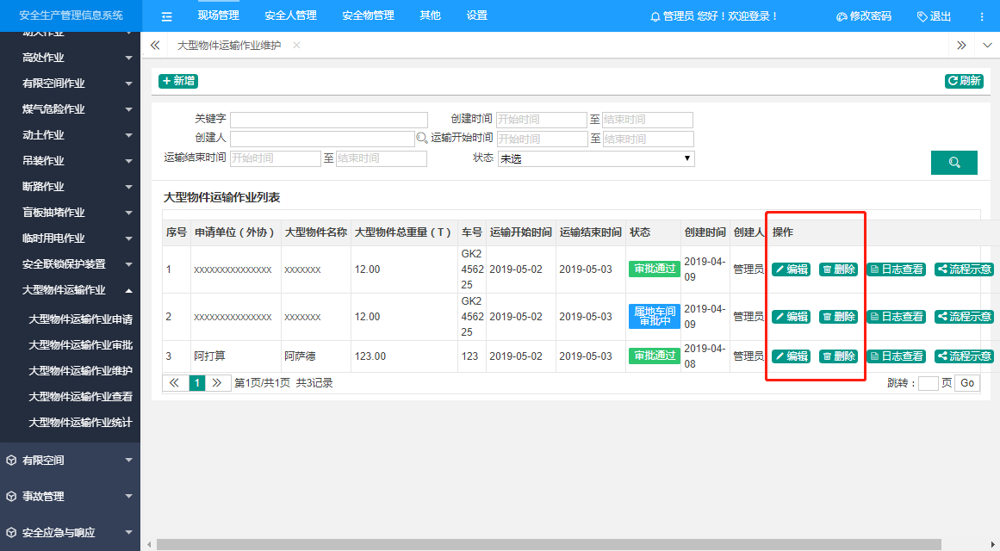 安全生产管理信息系统 现场管理 安全人管理 安全物管理 其他 设置 管理员 您好！欢迎登录！ 修改密码 退出
动火作业
高处作业
有限空间作业
煤气危险作业
动土作业
吊装作业
断路作业
盲板抽堵作业
临时用电作业
安全联锁保护装置
大型物件运输作业
大型物件运输作业申请
大型物件运输作业审批
大型物件运输作业维护
大型物件运输作业查看
大型物件运输作业统计
有限空间
事故管理
安全应急与响应
大型物件运输作业维护 ×
+ 新增 刷新
关键字 创建时间 开始时间 至 结束时间
创建人 运输开始时间 开始时间 至 结束时间
运输结束时间 开始时间 至 结束时间 状态 未选
大型物件运输作业列表
序号 申请单位（外协） 大型物件名称 大型物件总重量（T） 车号 运输开始时间 运输结束时间 状态 创建时间 创建人 操作
1 xxxxxxxxxxxxxxx xxxxxxx 12.00 GK2 4562 25 2019-05-02 2019-05-03 审批通过 2019-04-09 管理员 编辑 删除 日志查看 流程示意
2 xxxxxxxxxxxxxxx xxxxxxx 12.00 GK2 4562 25 2019-05-02 2019-05-03 属地车间审批中 2019-04-09 管理员 编辑 删除 日志查看 流程示意
3 阿打算 阿萨德 123.00 123 2019-05-02 2019-05-03 审批通过 2019-04-08 管理员 编辑 删除 日志查看 流程示意
1 第1页/共1页 共3记录 跳转： 页 Go